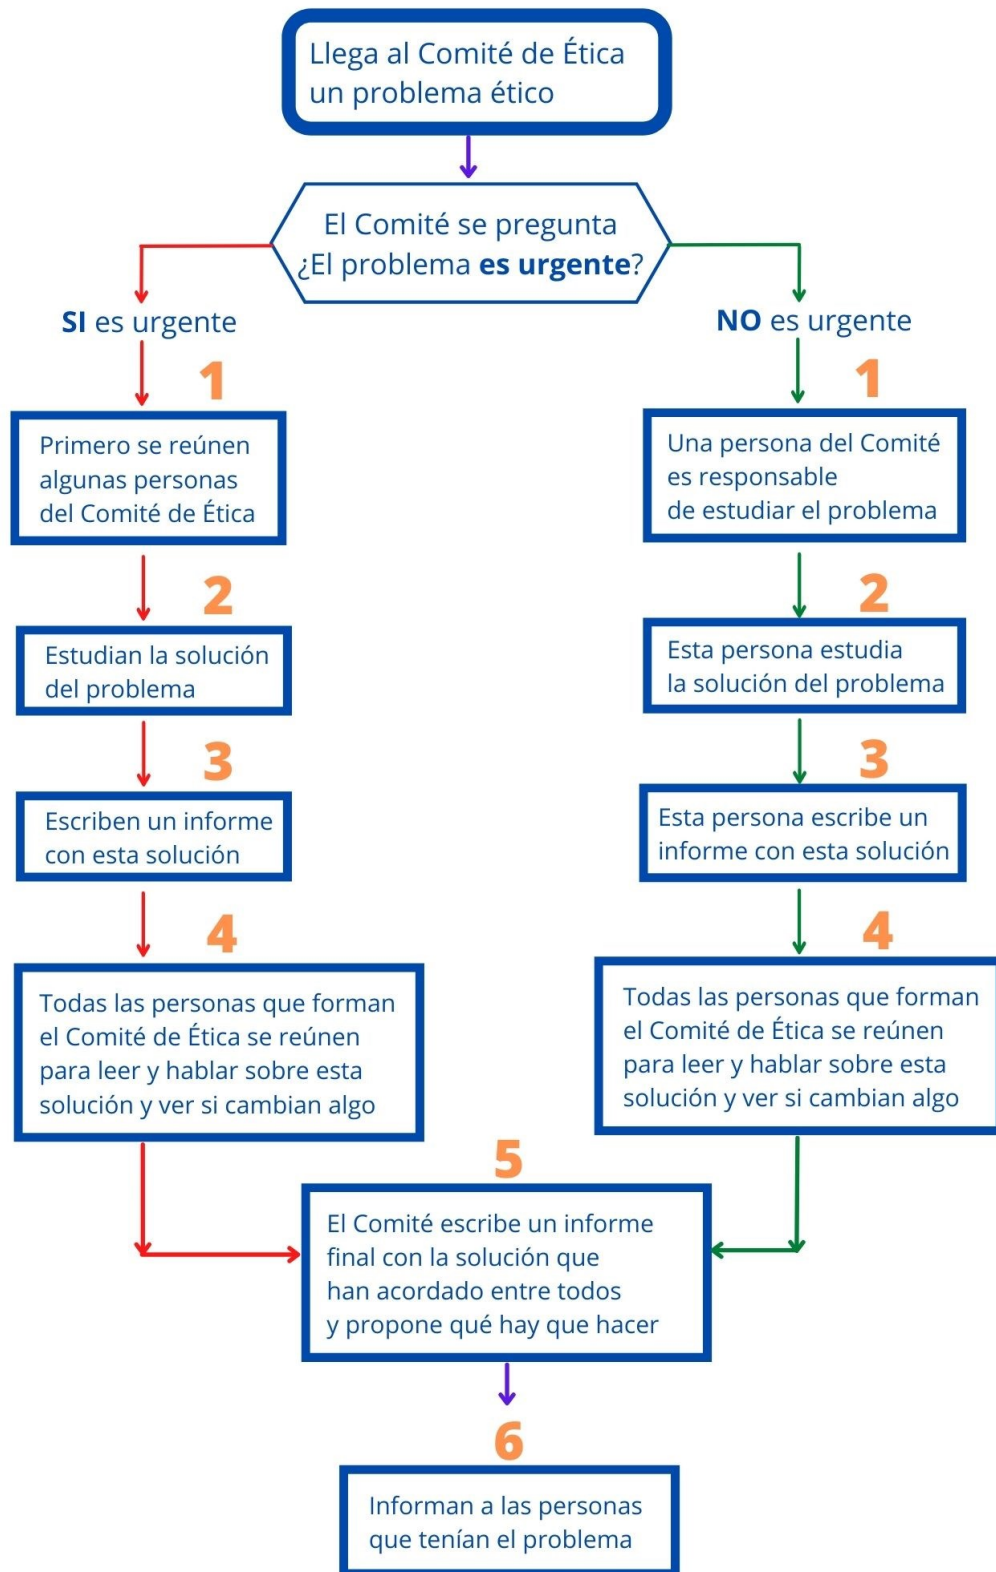 Llega al Comité de Ética
un problema ético
El Comité se pregunta
¿El problema es urgente?
SI es urgente
1
Primero se reúnen
algunas personas
del Comité de Ética
2
Estudian la solución
del problema
3
Escriben un informe
con esta solución
4
Todas las personas que forman
el Comité de Ética se reúnen
para leer y hablar sobre esta
solución y ver si cambian algo
NO es urgente
1
Una persona del Comité
es responsable
de estudiar el problema
2
Esta persona estudia
la solución del problema
3
Esta persona escribe un
informe con esta solución
4
Todas las personas que forman
el Comité de Ética se reúnen
para leer y hablar sobre esta
solución y ver si cambian algo
5
El Comité escribe un informe
final con la solución que
han acordado entre todos
y propone qué hay que hacer
6
Informan a las personas
que tenían el problema